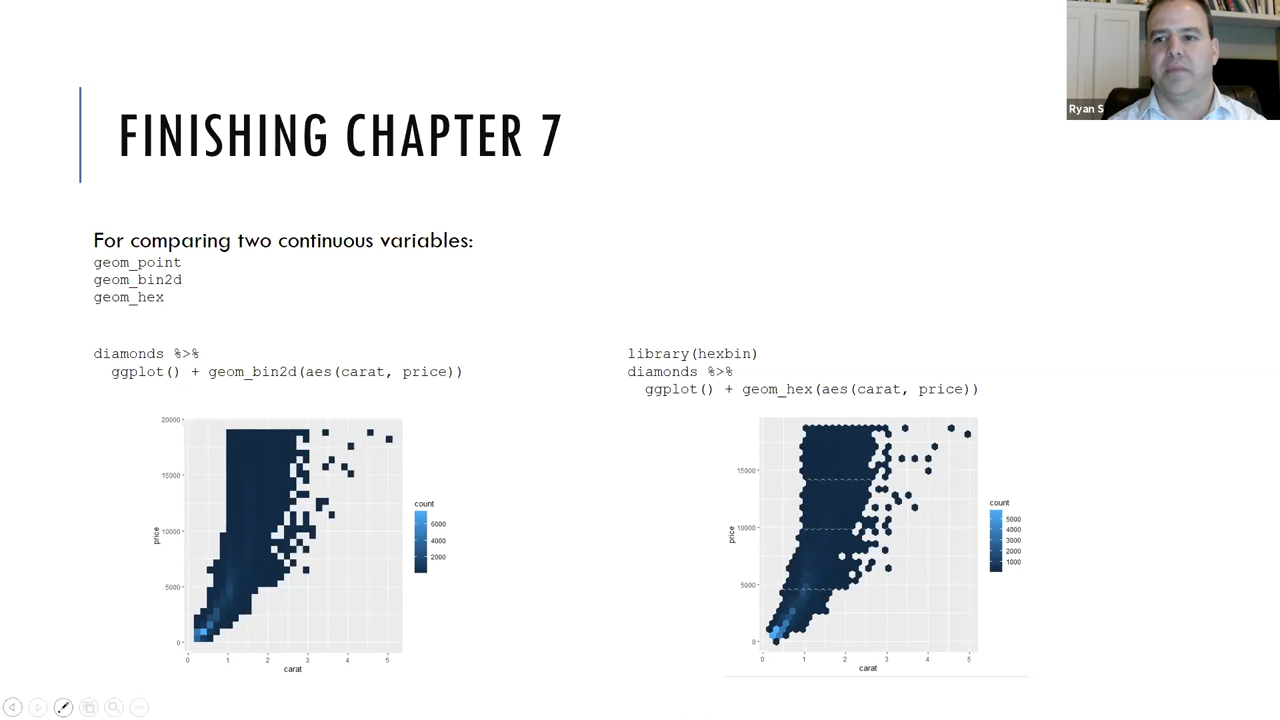 Ryan S
FINISHING CHAPTER 7
For comparing two continuous variables:
geom_point
geom_bin2d
geom_hex
diamonds %>%
ggplot() + geom_bin2d(aes(carat, price))
library(hexbin)
diamonds %>%
ggplot() + geom_hex(aes(carat, price))
20000
15000
10000
5000
0
price
0 1 2 3 4 5
carat
count
6000
4000
2000
15000
10000
5000
0
price
0 1 2 3 4 5
carat
count
5000
4000
3000
2000
1000